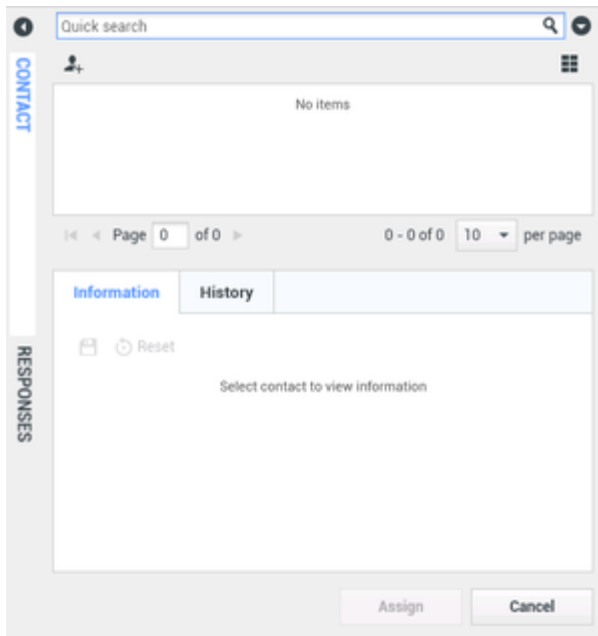 Quick search
CONTACT
No items
Page 0 of 0
0 - 0 of 0 10 per page
Information History
Reset
Select contact to view information
RESPONSES
Assign Cancel